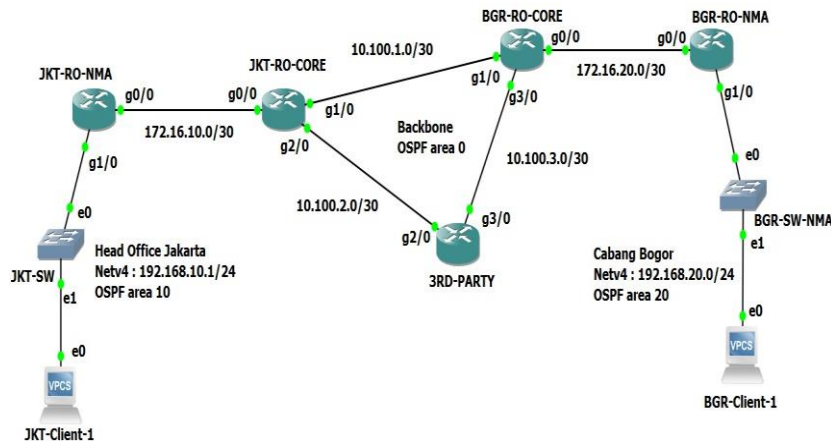 BGR-RO-CORE
BGR-RO-NMA
g0/0
g0/0
10.100.1.0/30
172.16.20.0/30
JKT-RO-NMA
JKT-RO-CORE
g1/0
g3/0
g1/0
g0/0
g0/0
g1/0
172.16.10.0/30
g2/0
Backbone
OSPF area 0
g1/0
10.100.3.0/30
e0
10.100.2.0/30
e0
g3/0
g2/0
BGR-SW-NMA
e1
Head Office Jakarta
Netv4 : 192.168.10.1/24
OSPF area 10
JKT-SW
e1
3RD-PARTY
Cabang Bogor
Netv4 : 192.168.20.0/24
OSPF area 20
e0
e0
VPCS
VPCS
JKT-Client-1
BGR-Client-1